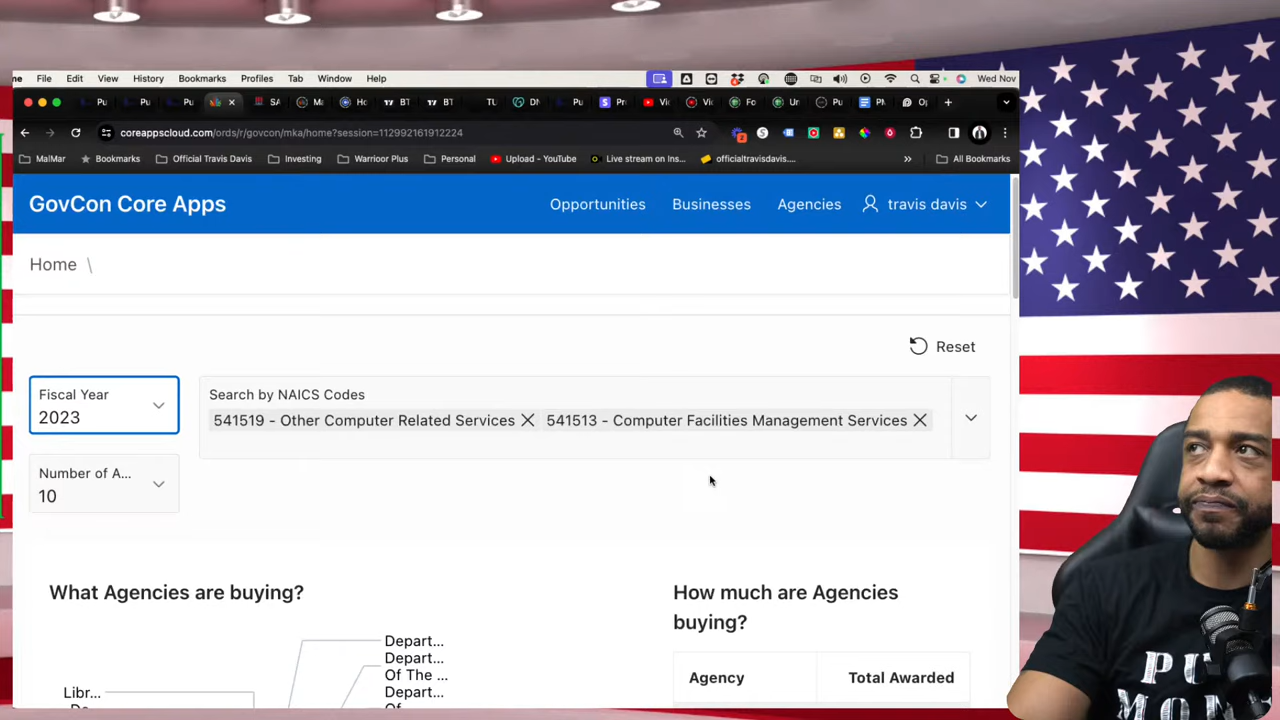 File Edit View History Bookmarks Profiles Tab Window Help
Wed Nov
coreappscloud.com/ords/r/govcon/mka/home?session=112992161912224
MalMar Bookmarks Official Travis Davis Investing Warrioor Plus Personal Upload - YouTube Live stream on Ins... officialtravisdavis.... » All Bookmarks
GovCon Core Apps
Opportunities Businesses Agencies travis davis
Home \
Reset
Fiscal Year
2023
Search by NAICS Codes
541519 - Other Computer Related Services 541513 - Computer Facilities Management Services
Number of A...
10
What Agencies are buying?
How much are Agencies
buying?
Depart...
Depart...
Of The ...
Depart...
Libr...
Agency Total Awarded